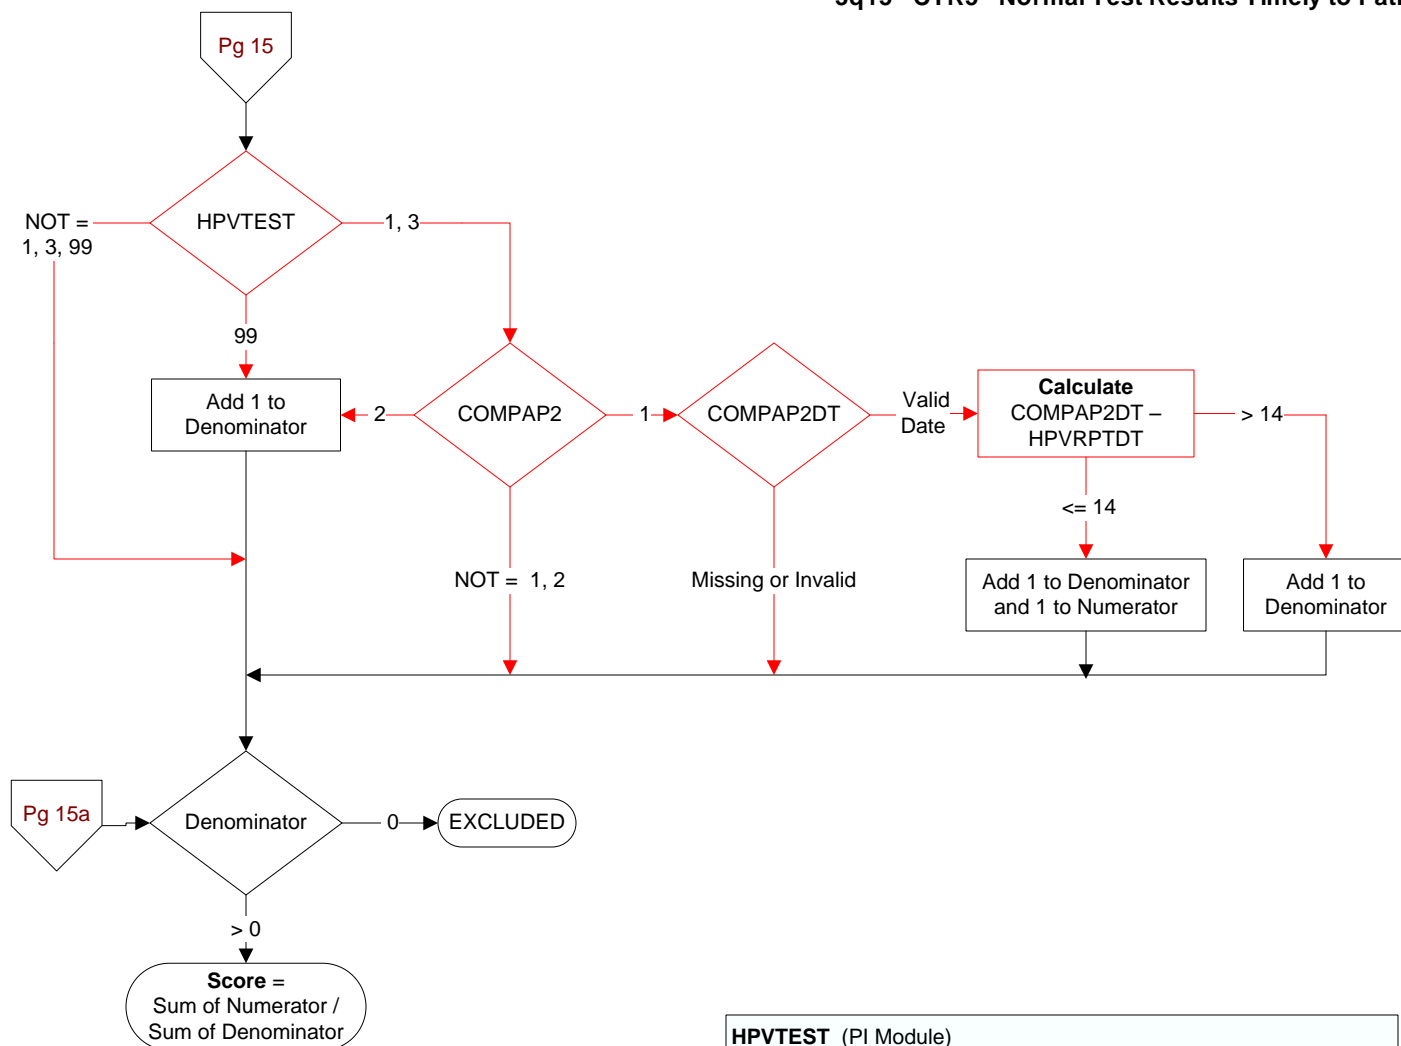 Pg 15
HPVTEST
NOT =
1, 3, 99
1, 3
99
Add 1 to
Denominator
2
COMPAP2
1
COMPAP2DT
Valid
Date
Calculate
COMPAP2DT –
HPVRPTDT
> 14
<= 14
NOT = 1, 2
Missing or Invalid
Add 1 to Denominator
and 1 to Numerator
Add 1 to
Denominator
Pg 15a
Denominator
0
EXCLUDED
> 0
Score =
Sum of Numerator /
Sum of Denominator
HPVTEST (PI Module)